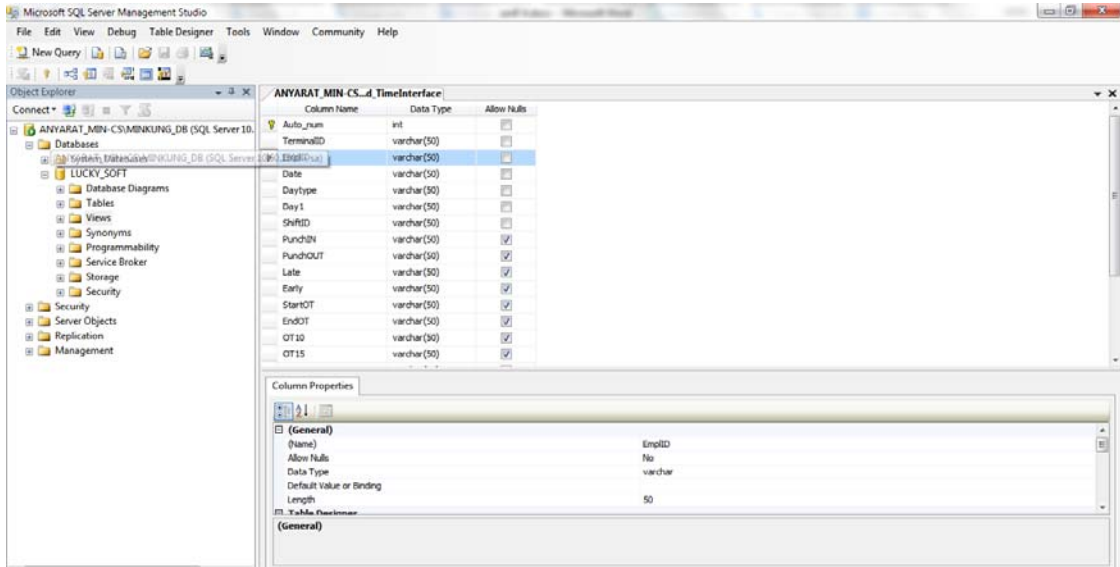 Microsoft SQL Server Management Studio
File Edit View Debug Table Designer Tools Window Community Help
New Query
Object Explorer
Connect
ANYARAT_MIN-CS\MINKUNG_DB (SQL Server 10.
Databases
LUCKY_SOFT
Database Diagrams
Tables
Views
Synonyms
Programmability
Service Broker
Storage
Security
Security
Server Objects
Replication
Management
ANYARAT_MIN-CS...d_TimeInterface
Column Name Data Type Allow Nulls
Auto_num int
TerminalID varchar(50)
varchar(50)
Date varchar(50)
Daytype varchar(50)
Day1 varchar(50)
ShiftID varchar(50)
PunchIN varchar(50)
PunchOUT varchar(50)
Late varchar(50)
Early varchar(50)
StartOT varchar(50)
EndOT varchar(50)
OT10 varchar(50)
OT15 varchar(50)
Column Properties
(General)
(Name) EmplID
Allow Nulls No
Data Type varchar
Default Value or Binding
Length 50
Table Designer
(General)